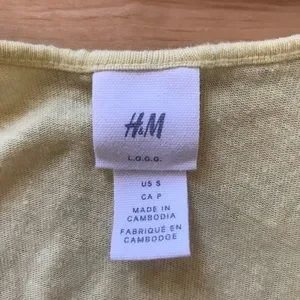 H&M
L.O.G.G.
US S
CA P
MADE IN
CAMBODIA
FABRIQUÉ EN
CAMBODGE